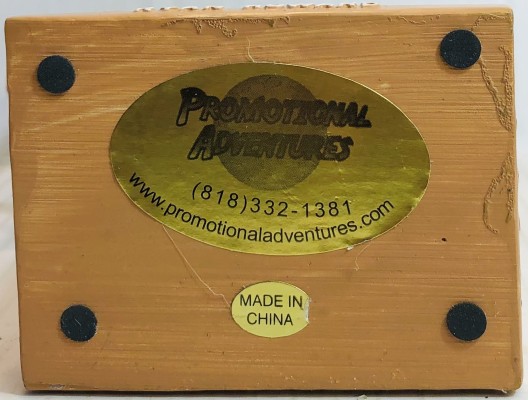 PROMOTIONAL
ADVENTURES
(818)332-1381
www.promotionaladventures.com
MADE IN
CHINA